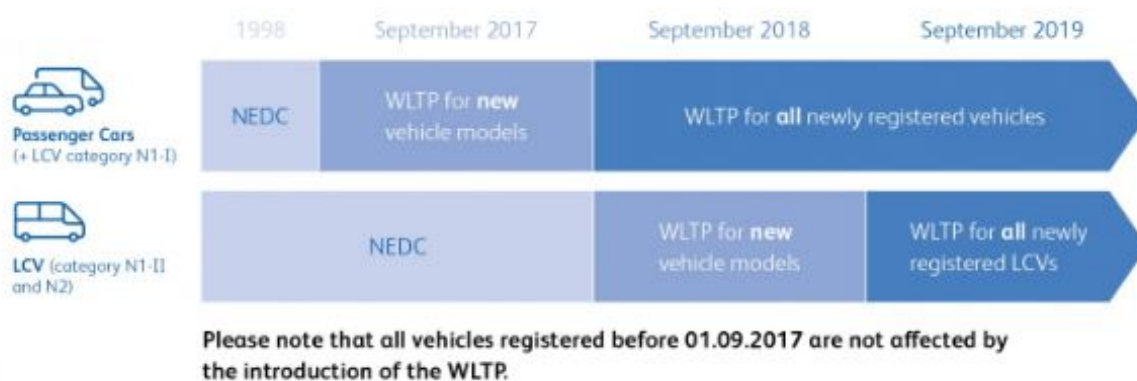 1998 September 2017 September 2018 September 2019
Passenger Cars
(+ LCV category N1-I)
NEDC
WLTP for new
vehicle models
WLTP for all newly registered vehicles
LCV (category N1-II
and N2)
NEDC
WLTP for new
vehicle models
WLTP for all newly
registered LCVs
Please note that all vehicles registered before 01.09.2017 are not affected by
the introduction of the WLTP.